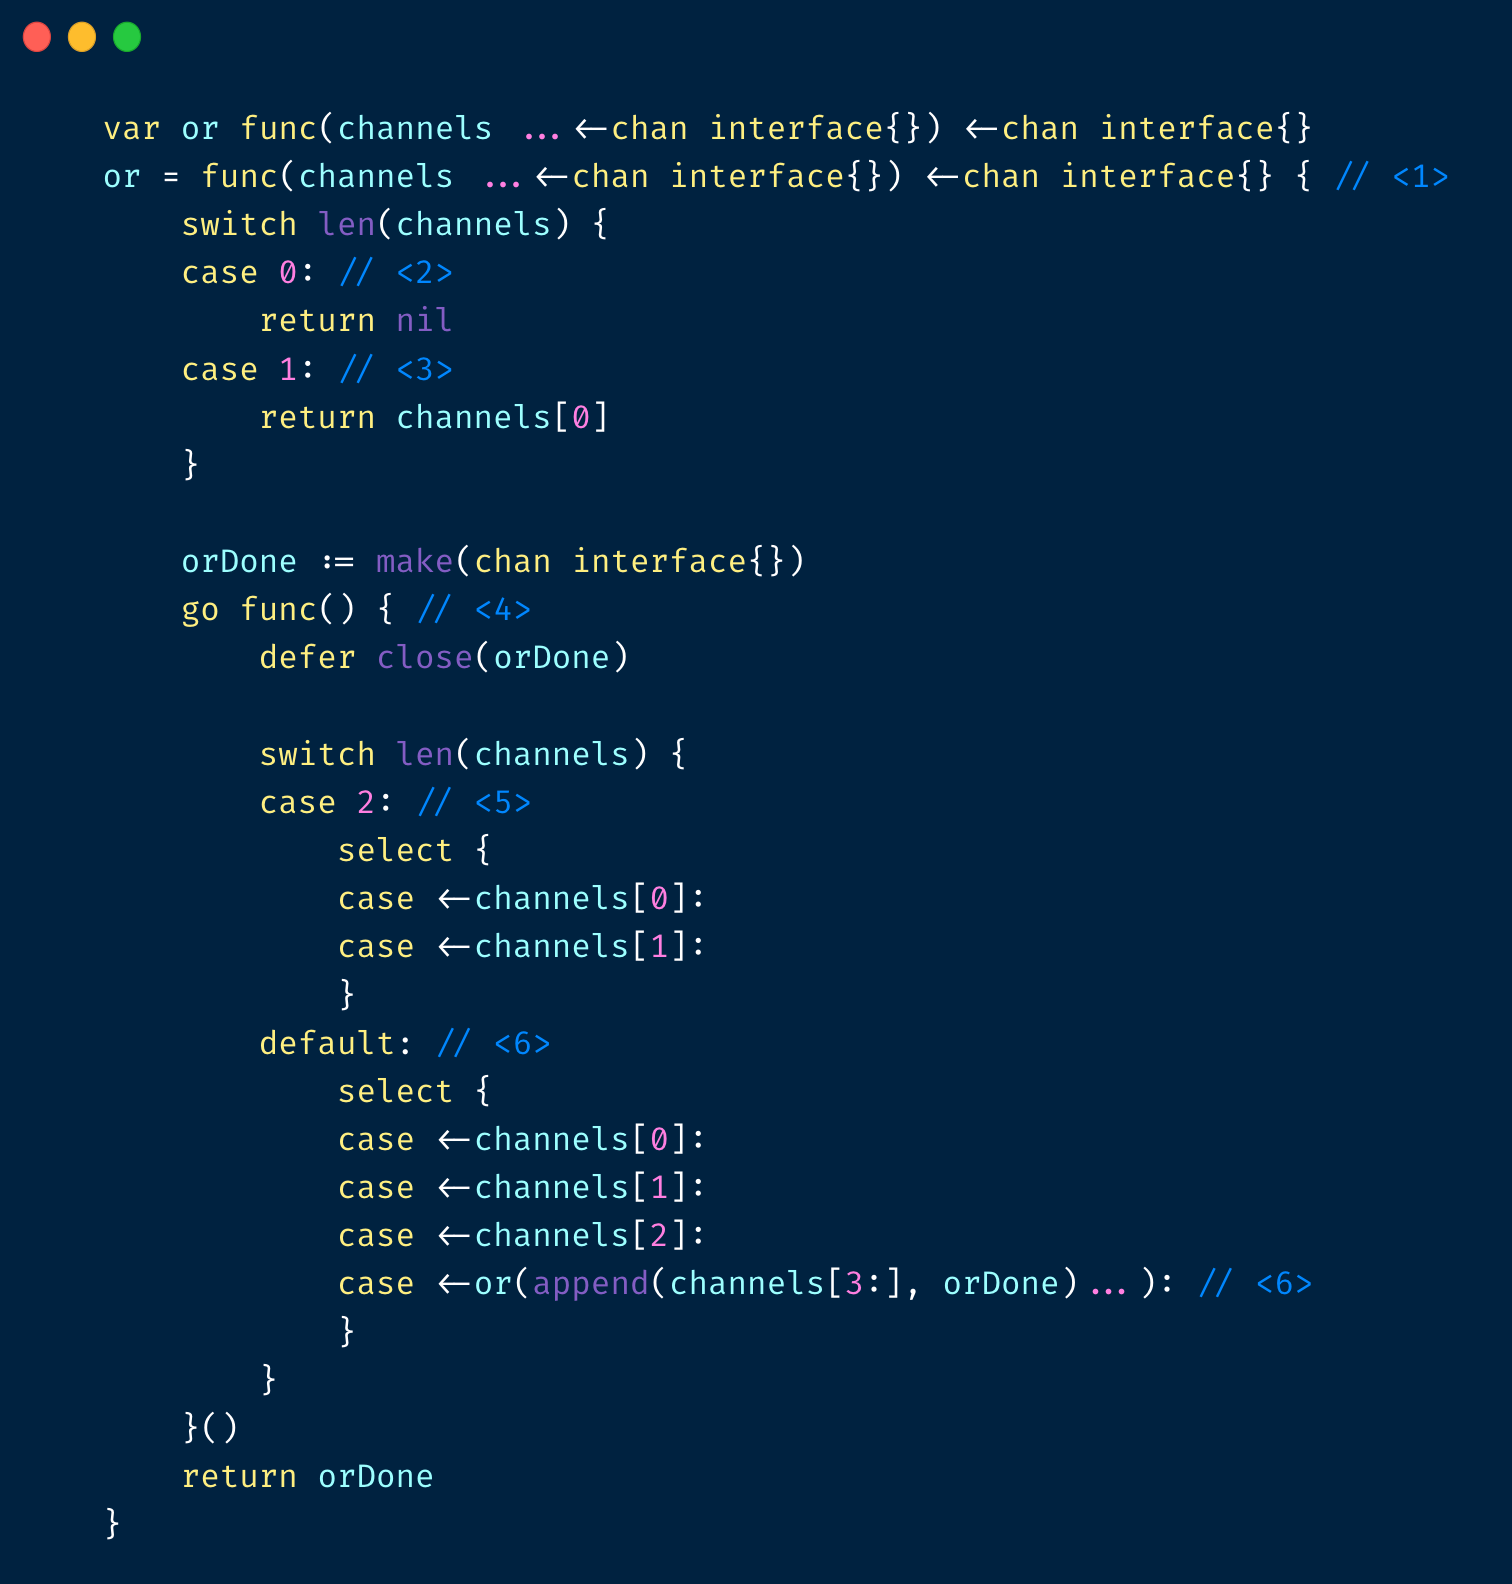 var or func(channels ...<-chan interface{}) <-chan interface{}
or = func(channels ...<-chan interface{}) <-chan interface{} { // <1>
    switch len(channels) {
    case 0: // <2>
        return nil
    case 1: // <3>
        return channels[0]
    }

    orDone := make(chan interface{})
    go func() { // <4>
        defer close(orDone)

        switch len(channels) {
        case 2: // <5>
            select {
            case <-channels[0]:
            case <-channels[1]:
            }
        default: // <6>
            select {
            case <-channels[0]:
            case <-channels[1]:
            case <-channels[2]:
            case <-or(append(channels[3:], orDone)...): // <6>
            }
        }
    }()
    return orDone
}